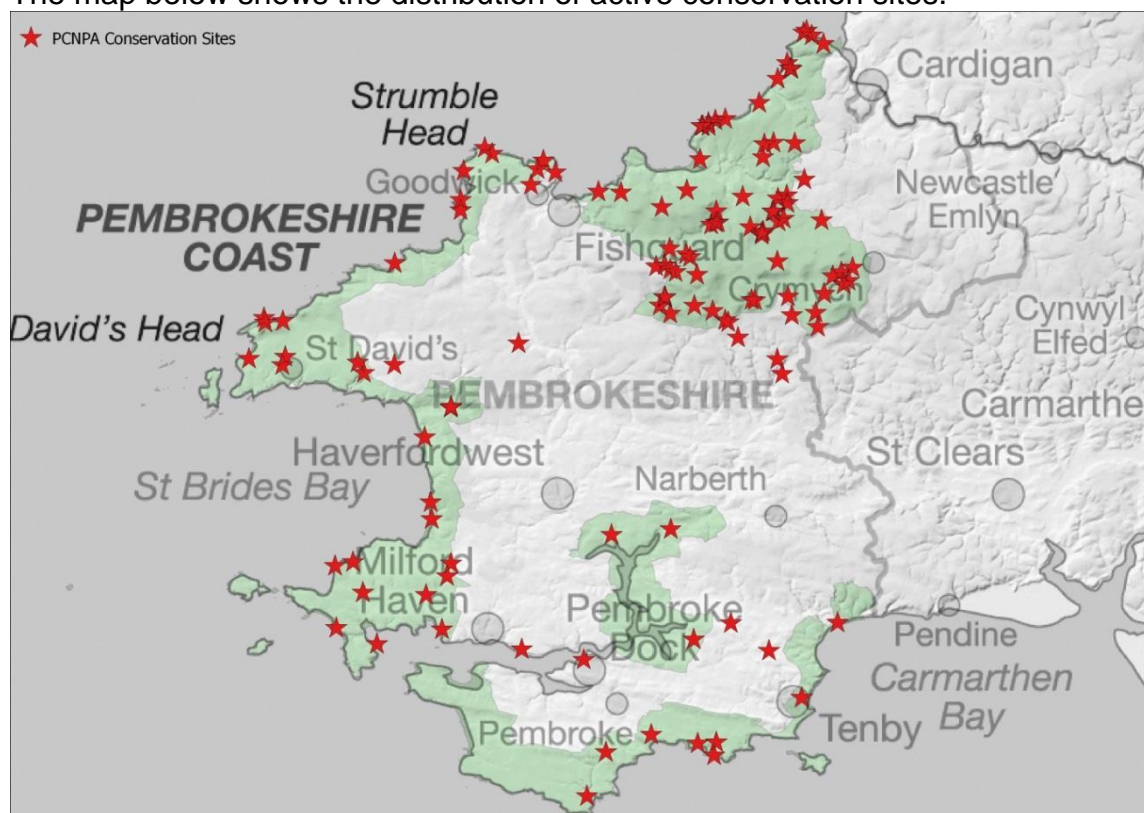 The map below shows the distribution of active conservation sites.
PCNPA Conservation Sites
Cardigan
Strumble
Head
Goodwick
Newcastle
Emlyn
PEMBROKESHIRE
COAST
Fishguard
Crymych
David's Head
St David's
Cynwyl
Elfed
PEMBROKESHIRE
Carmarthe
Haverfordwest
St Clears
St Brides Bay
Narberth
Milford
Haven
Pembroke
Dock
Pendine
Carmarthen
Bay
Pembroke
Tenby